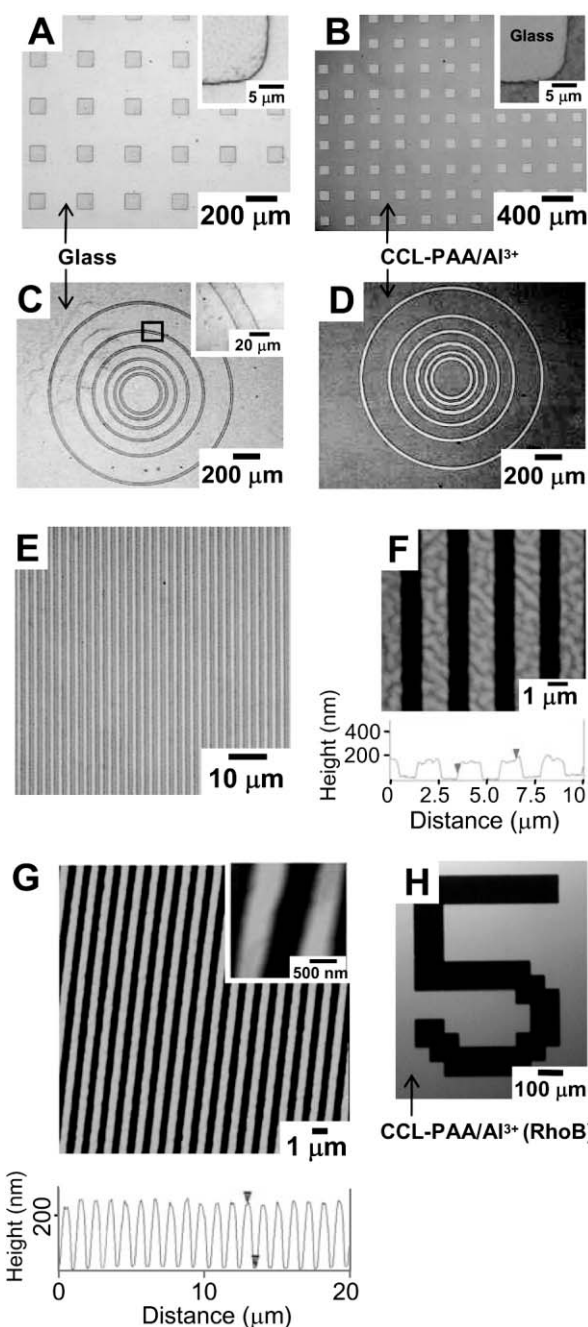 A
5 μm
200 μm
B
Glass
5 μm
400 μm
Glass
CCL-PAA/Al³⁺
C
20 μm
200 μm
D
200 μm
E
10 μm
F
1 μm
Height (nm)
400
200
0
2.5
5.0
7.5
10
Distance (μm)
G
500 nm
1 μm
Height (nm)
200
0
10
20
Distance (μm)
H
100 μm
CCL-PAA/Al³⁺ (RhoB)
5